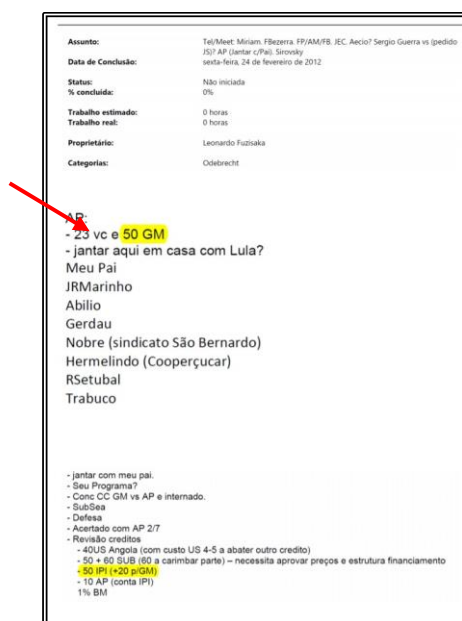 Assunto: Tel/Meet: Miriam. FBezerra. FP/AM/FB. JEC. Aecio? Sergio Guerra vs (pedido
JS)? AP (Jantar c/Pai). Sirovsky
Data de Conclusão: sexta-feira, 24 de fevereiro de 2012
Status: Não iniciada
% concluída: 0%
Trabalho estimado: 0 horas
Trabalho real: 0 horas
Proprietário: Leonardo Fuzisaka
Categorias: Odebrecht
AP:
- 23 vc e 50 GM
- jantar aqui em casa com Lula?
Meu Pai
JRMarinho
Abilio
Gerdau
Nobre (sindicato São Bernardo)
Hermelindo (Cooperçucar)
RSetubal
Trabuco
- jantar com meu pai.
- Seu Programa?
- Conc CC GM vs AP e internado.
- SubSea
- Defesa
- Acertado com AP 2/7
- Revisão creditos
- 40US Angola (com custo US 4-5 a abater outro credito)
- 50 + 60 SUB (60 a carimbar parte) – necessita aprovar preços e estrutura financiamento
- 50 IPI (+20 p/GM)
- 10 AP (conta IPI)
1% BM